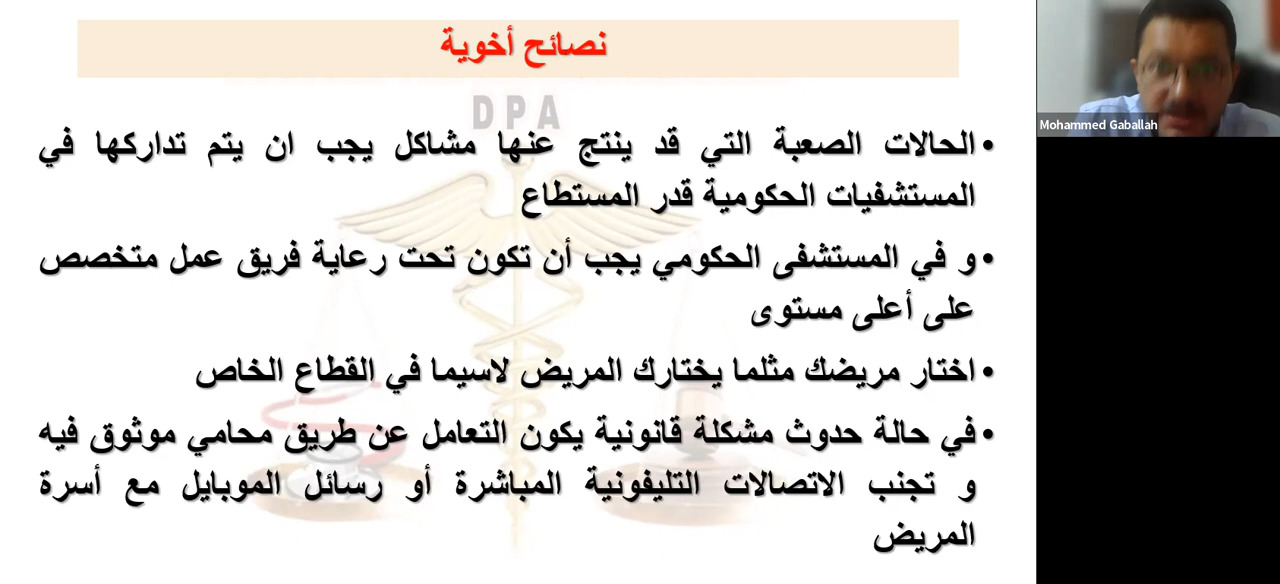 نصائح أخوية
DPA
•الحالات الصعبة التي قد ينتج عنها مشاكل يجب ان يتم تداركها في
المستشفيات الحكومية قدر المستطاع
•و في المستشفى الحكومي يجب أن تكون تحت رعاية فريق عمل متخصص
على أعلى مستوى
•اختار مريضك مثلما يختارك المريض لاسيما في القطاع الخاص
•في حالة حدوث مشكلة قانونية يكون التعامل عن طريق محامي موثوق فيه
و تجنب الاتصالات التليفونية المباشرة أو رسائل الموبايل مع أسرة
المريض
Mohammed Gaballah